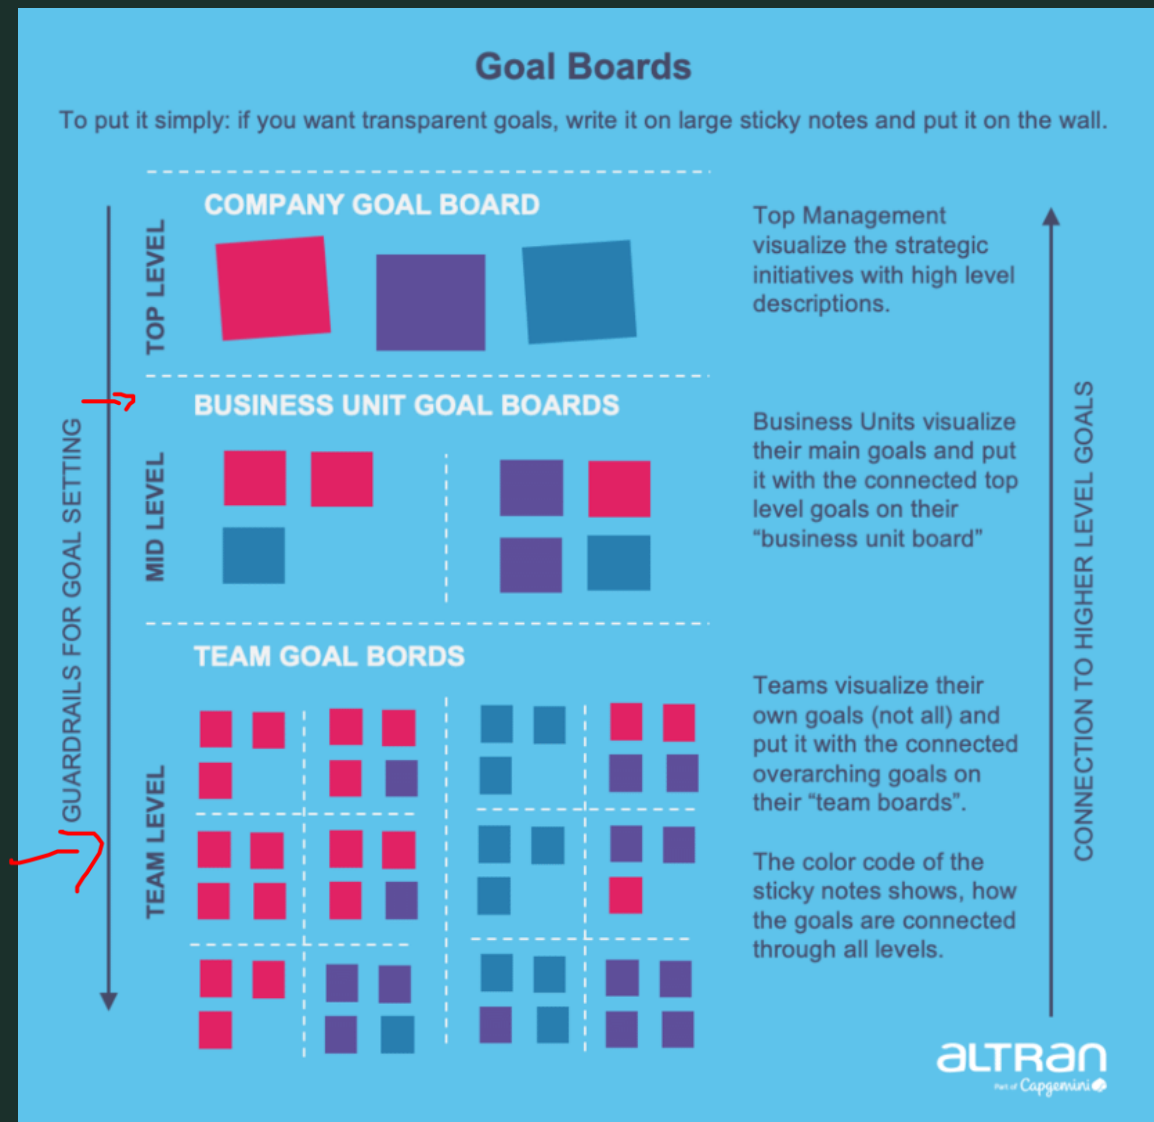 Goal Boards
To put it simply: if you want transparent goals, write it on large sticky notes and put it on the wall.
COMPANY GOAL BOARD
TOP LEVEL
Top Management
visualize the strategic
initiatives with high level
descriptions.
GUARDRAILS FOR GOAL SETTING
BUSINESS UNIT GOAL BOARDS
MID LEVEL
Business Units visualize
their main goals and put
it with the connected top
level goals on their
“business unit board”
CONNECTION TO HIGHER LEVEL GOALS
TEAM GOAL BORDS
TEAM LEVEL
Teams visualize their
own goals (not all) and
put it with the connected
overarching goals on
their “team boards”.
The color code of the
sticky notes shows, how
the goals are connected
through all levels.
aLTRan
Part of Capgemini